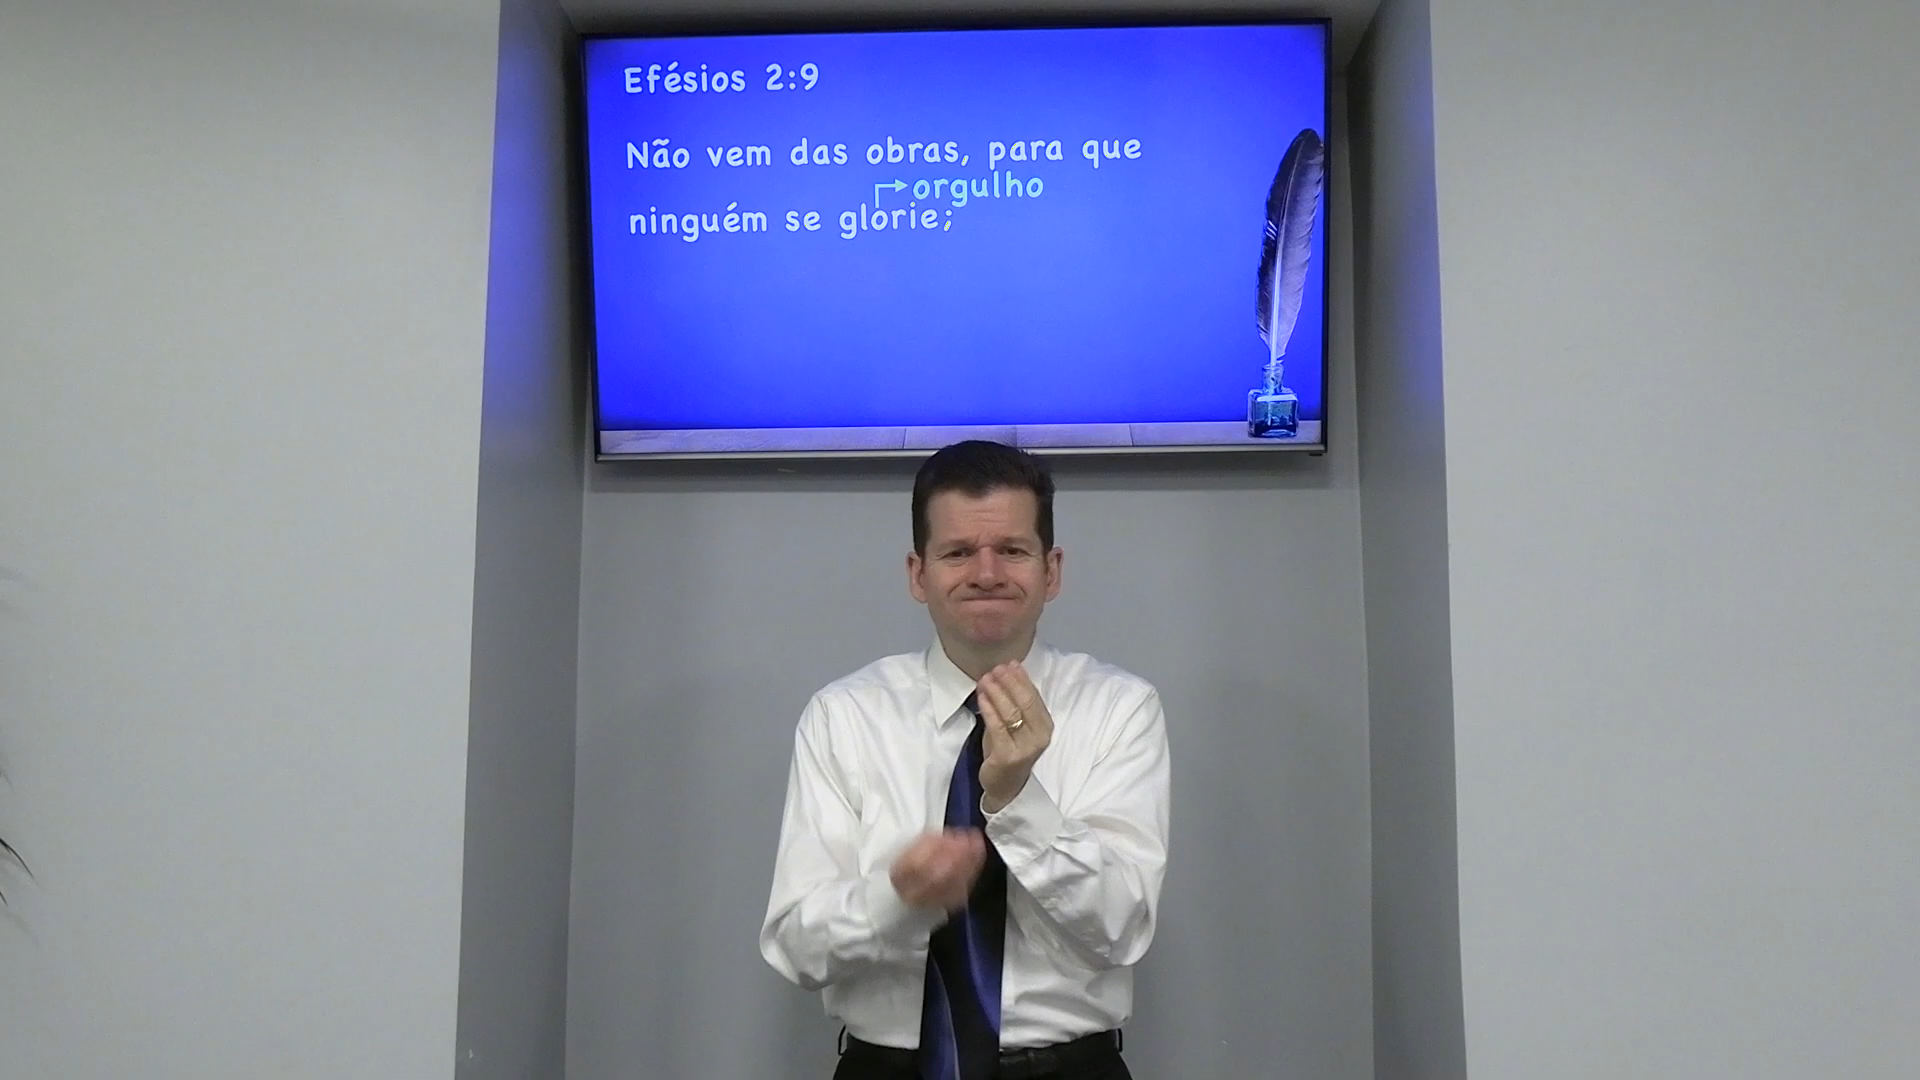 Efésios 2:9
Não vem das obras, para que
orgulho
ninguém se glorie;